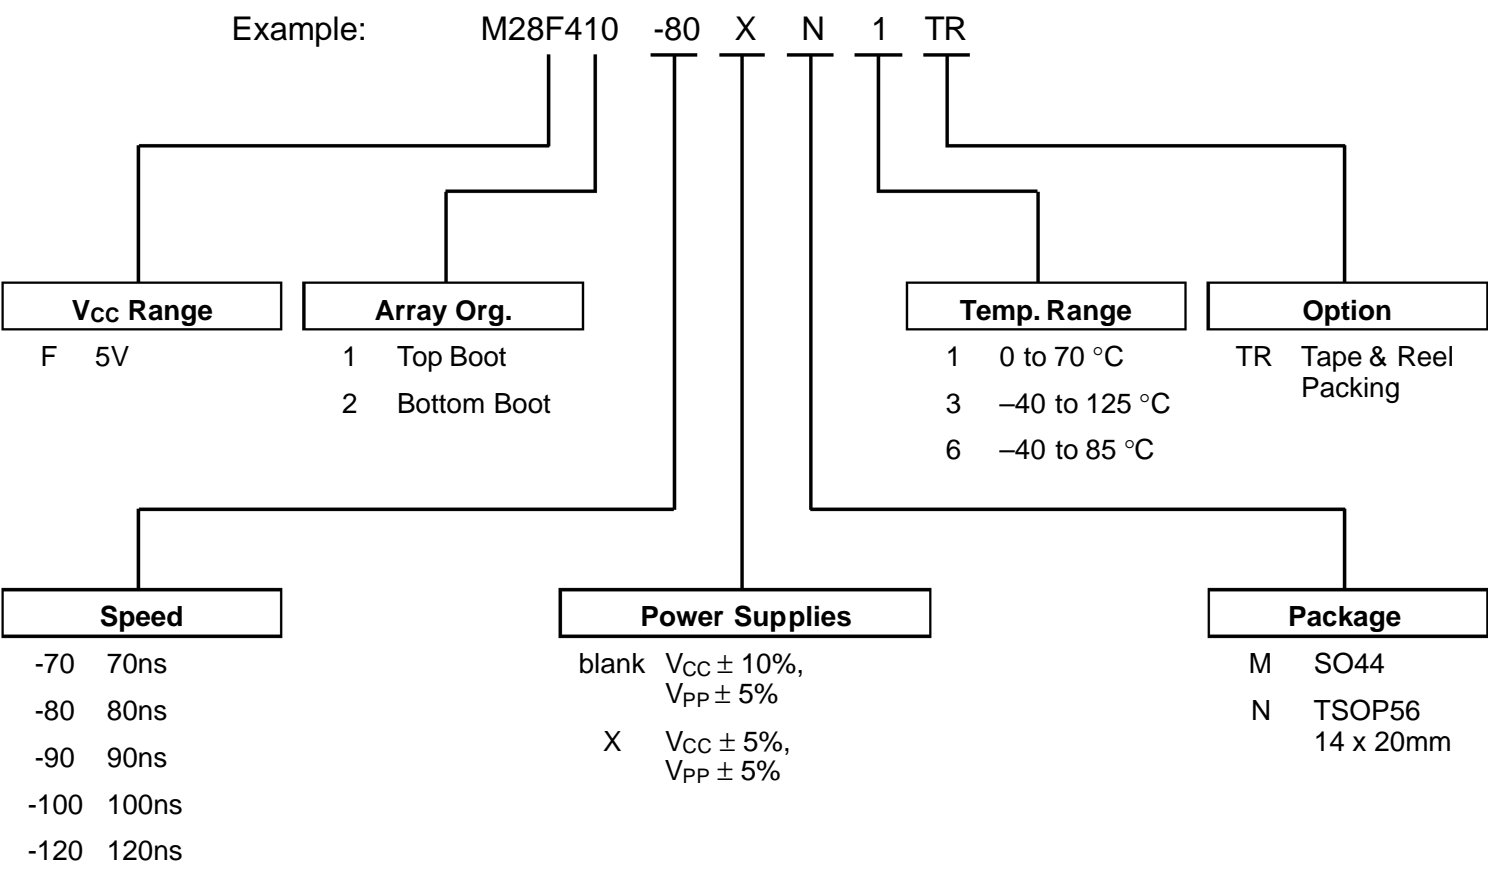 Example: M28F410 -80 X N 1 TR
VCC Range
F 5V
Array Org.
1 Top Boot
2 Bottom Boot
Temp. Range
1 0 to 70 °C
3 –40 to 125 °C
6 –40 to 85 °C
Option
TR Tape & Reel
Packing
Speed
-70 70ns
-80 80ns
-90 90ns
-100 100ns
-120 120ns
Power Supplies
blank VCC ± 10%,
VPP ± 5%
X VCC ± 5%,
VPP ± 5%
Package
M SO44
N TSOP56
14 x 20mm